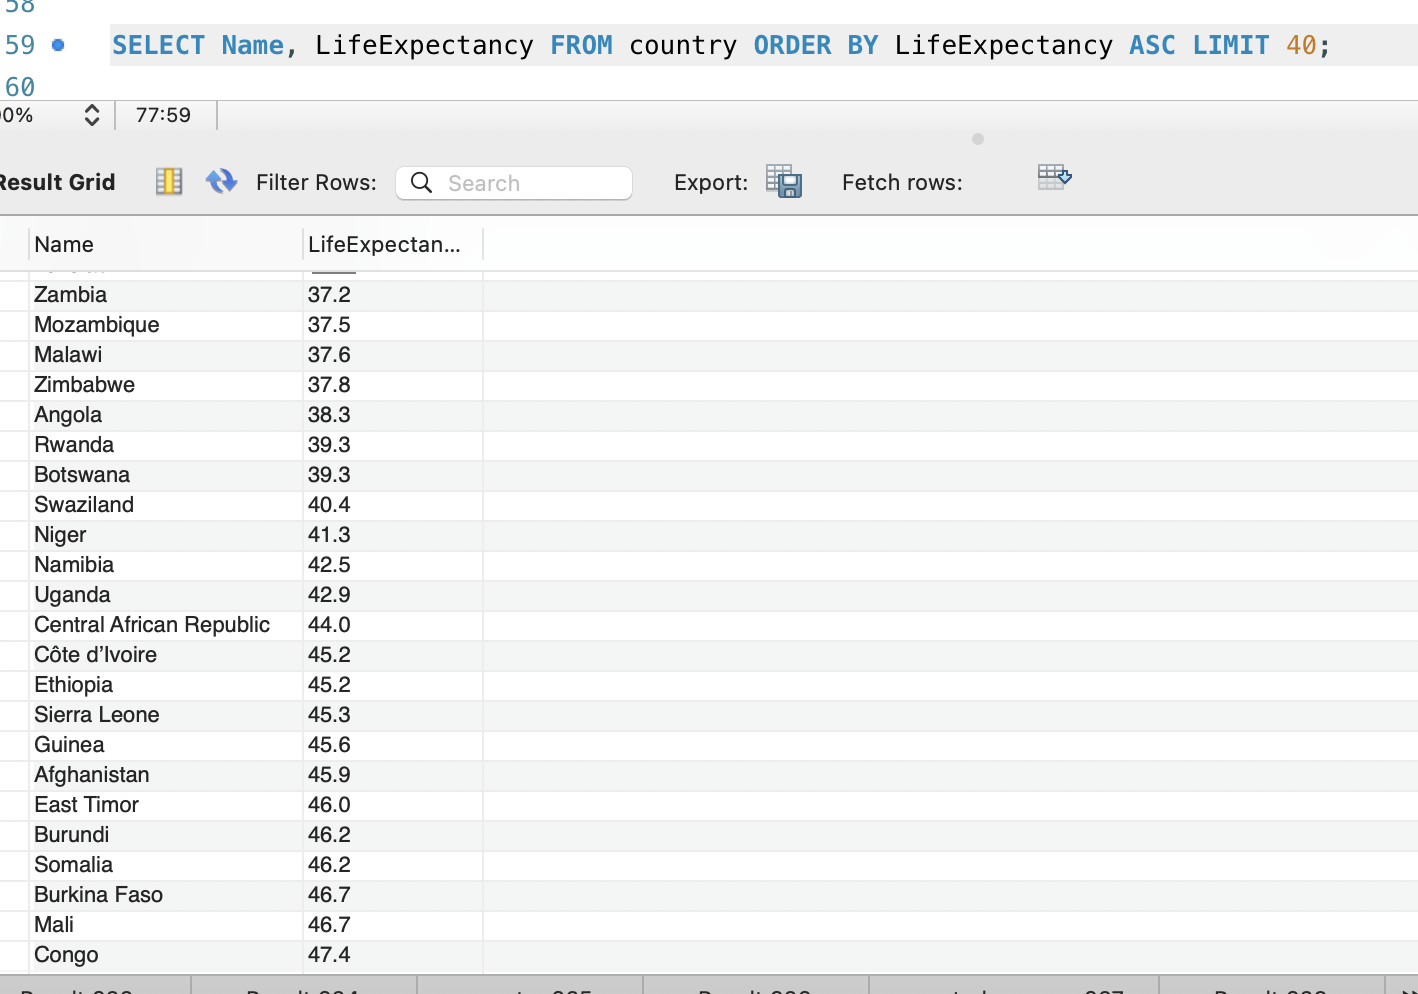 58
59 SELECT Name, LifeExpectancy FROM country ORDER BY LifeExpectancy ASC LIMIT 40;
60
00% 77:59
Result Grid Filter Rows: Search Export: Fetch rows:
Name LifeExpectan...
Zambia 37.2
Mozambique 37.5
Malawi 37.6
Zimbabwe 37.8
Angola 38.3
Rwanda 39.3
Botswana 39.3
Swaziland 40.4
Niger 41.3
Namibia 42.5
Uganda 42.9
Central African Republic 44.0
Côte d’Ivoire 45.2
Ethiopia 45.2
Sierra Leone 45.3
Guinea 45.6
Afghanistan 45.9
East Timor 46.0
Burundi 46.2
Somalia 46.2
Burkina Faso 46.7
Mali 46.7
Congo 47.4